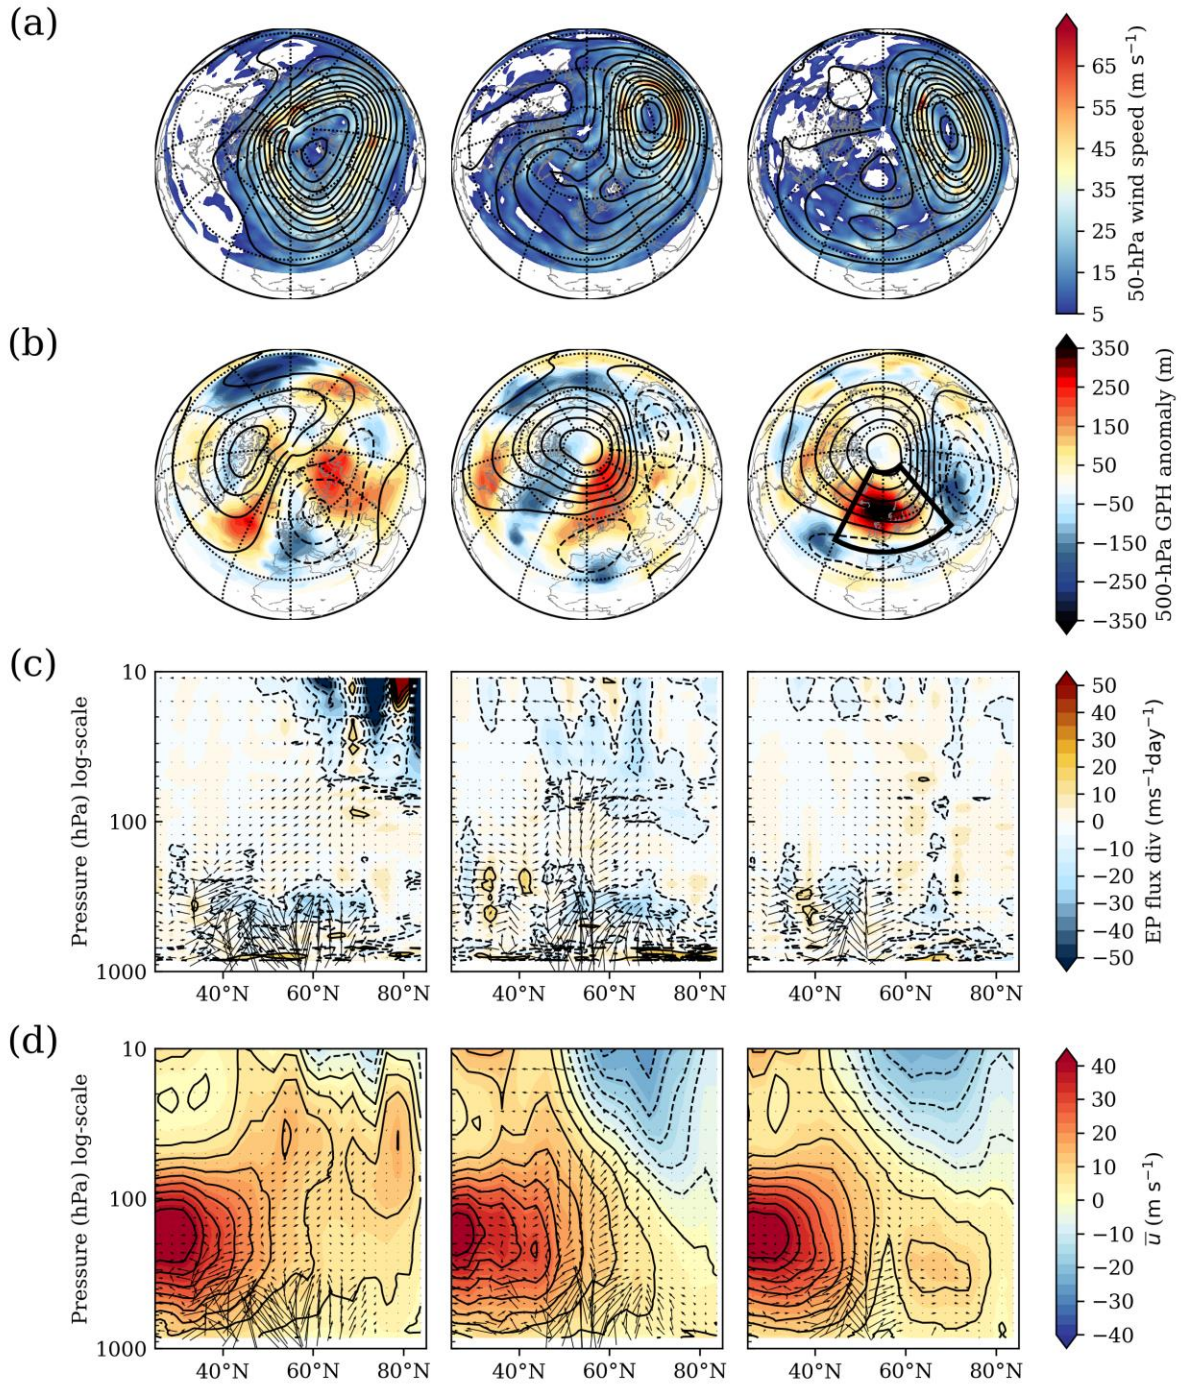 (a)
65
55
45
35
25
15
5
50-hPa wind speed (m s⁻¹)
(b)
350
250
150
50
−50
−150
−250
−350
500-hPa GPH anomaly (m)
(c)
Pressure (hPa) log-scale
10
100
1000
40°N 60°N 80°N
40°N 60°N 80°N
40°N 60°N 80°N
50
40
30
20
10
0
−10
−20
−30
−40
−50
EP flux div (ms⁻¹day⁻¹)
(d)
Pressure (hPa) log-scale
10
100
1000
40°N 60°N 80°N
40°N 60°N 80°N
40°N 60°N 80°N
40
30
20
10
0
−10
−20
−30
−40
u̅ (m s⁻¹)